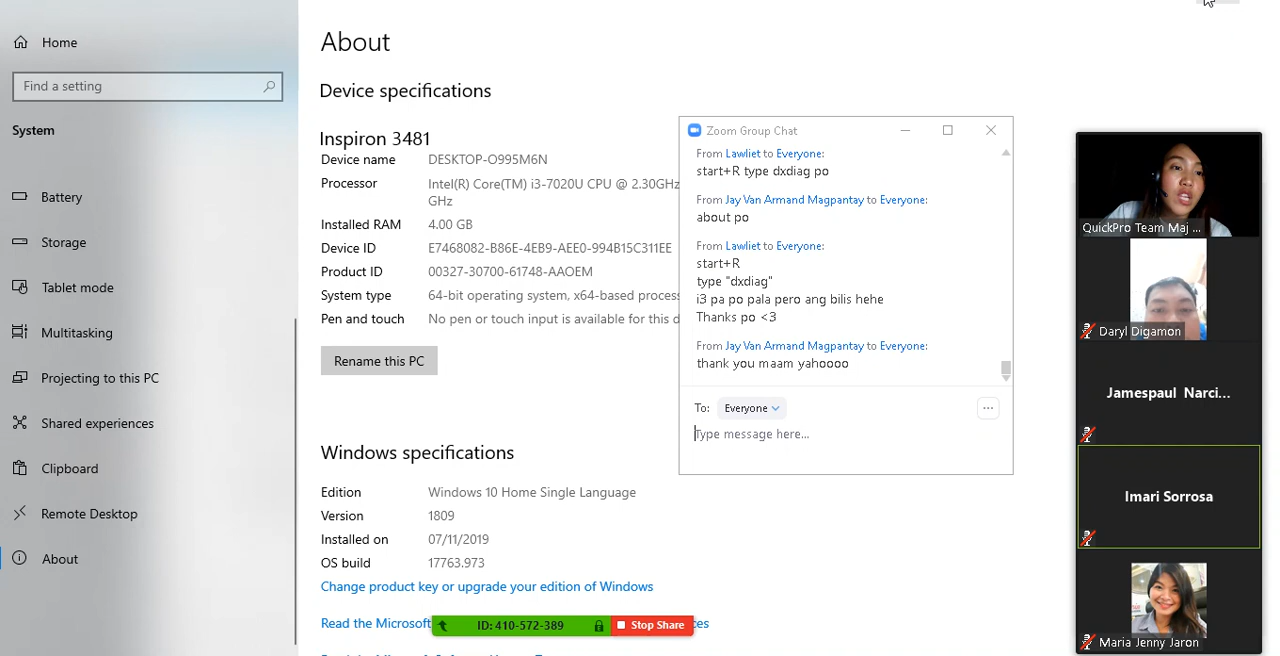 Home
Find a setting
System
Battery
Storage
Tablet mode
Multitasking
Projecting to this PC
Shared experiences
Clipboard
Remote Desktop
About
About
Device specifications
Inspiron 3481
Device name DESKTOP-O995M6N
Processor Intel(R) Core(TM) i3-7020U CPU @ 2.30GHz
GHz
Installed RAM 4.00 GB
Device ID E7468082-B86E-4EB9-AEE0-994B15C311EE
Product ID 00327-30700-61748-AAOEM
System type 64-bit operating system, x64-based process
Pen and touch No pen or touch input is available for this d
Rename this PC
Windows specifications
Edition Windows 10 Home Single Language
Version 1809
Installed on 07/11/2019
OS build 17763.973
Change product key or upgrade your edition of Windows
Read the Microsoft
ID: 410-572-389 Stop Share
Zoom Group Chat
From Lawliet to Everyone:
start+R type dxdiag po
From Jay Van Armand Magpantay to Everyone:
about po
From Lawliet to Everyone:
start+R
type "dxdiag"
i3 pa po pala pero ang bilis hehe
Thanks po <3
From Jay Van Armand Magpantay to Everyone:
thank you maam yahoooo
To: Everyone
...
Type message here...
QuickPro Team Maj ...
Daryl Digamon
Jamespaul Narci...
Imari Sorrosa
Maria Jenny Jaron